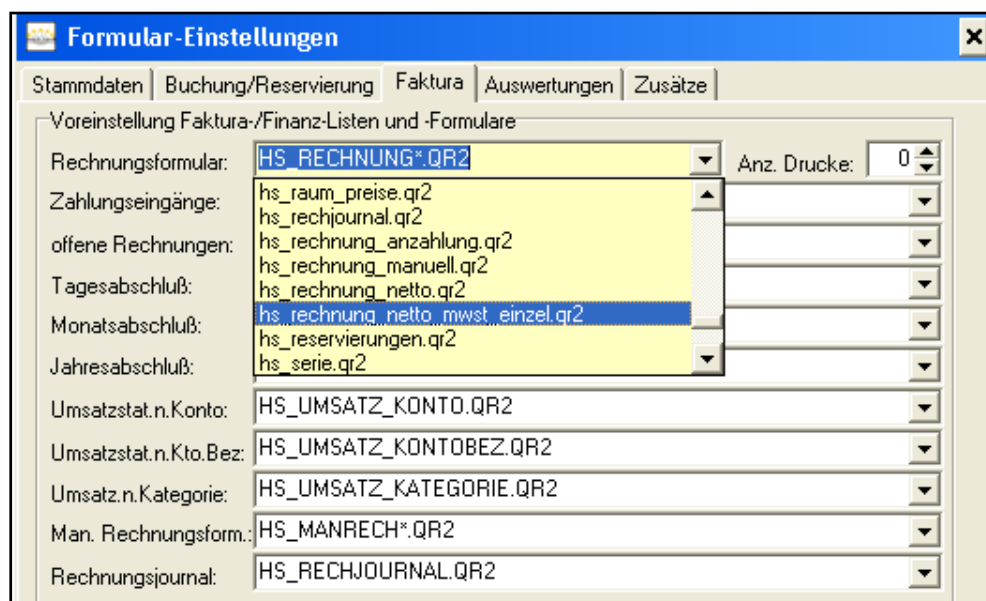 Formular-Einstellungen
Stammdaten Buchung/Reservierung Faktura Auswertungen Zusätze
Voreinstellung Faktura-/Finanz-Listen und -Formulare
Rechnungsformular: HS_RECHNUNG*.QR2 Anz. Drucke: 0
hs_raum_preise.qr2
Zahlungseingänge:
hs_rechjournal.qr2
offene Rechnungen: hs_rechnung_anzahlung.qr2
hs_rechnung_manuell.qr2
Tagesabschluß: hs_rechnung_netto.qr2
hs_rechnung_netto_mwst_einzel.qr2
Monatsabschluß:
hs_reservierungen.qr2
Jahresabschluß: hs_serie.qr2
Umsatzstat.n.Konto: HS_UMSATZ_KONTO.QR2
Umsatzstat.n.Kto.Bez: HS_UMSATZ_KONTOBEZ.QR2
Umsatz.n.Kategorie: HS_UMSATZ_KATEGORIE.QR2
Man. Rechnungsform.: HS_MANRECH*.QR2
Rechnungsjournal: HS_RECHJOURNAL.QR2